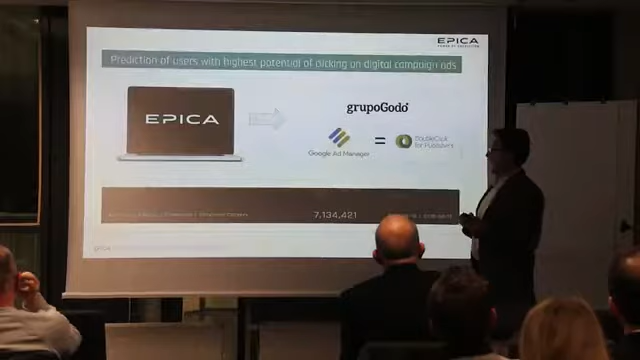 EPICA
Prediction of users with highest potential of clicking on digital campaign ads
EPICA
grupoGodó
Google Ad Manager
=
DoubleClick
for Publishers
7,134,421
EPICA